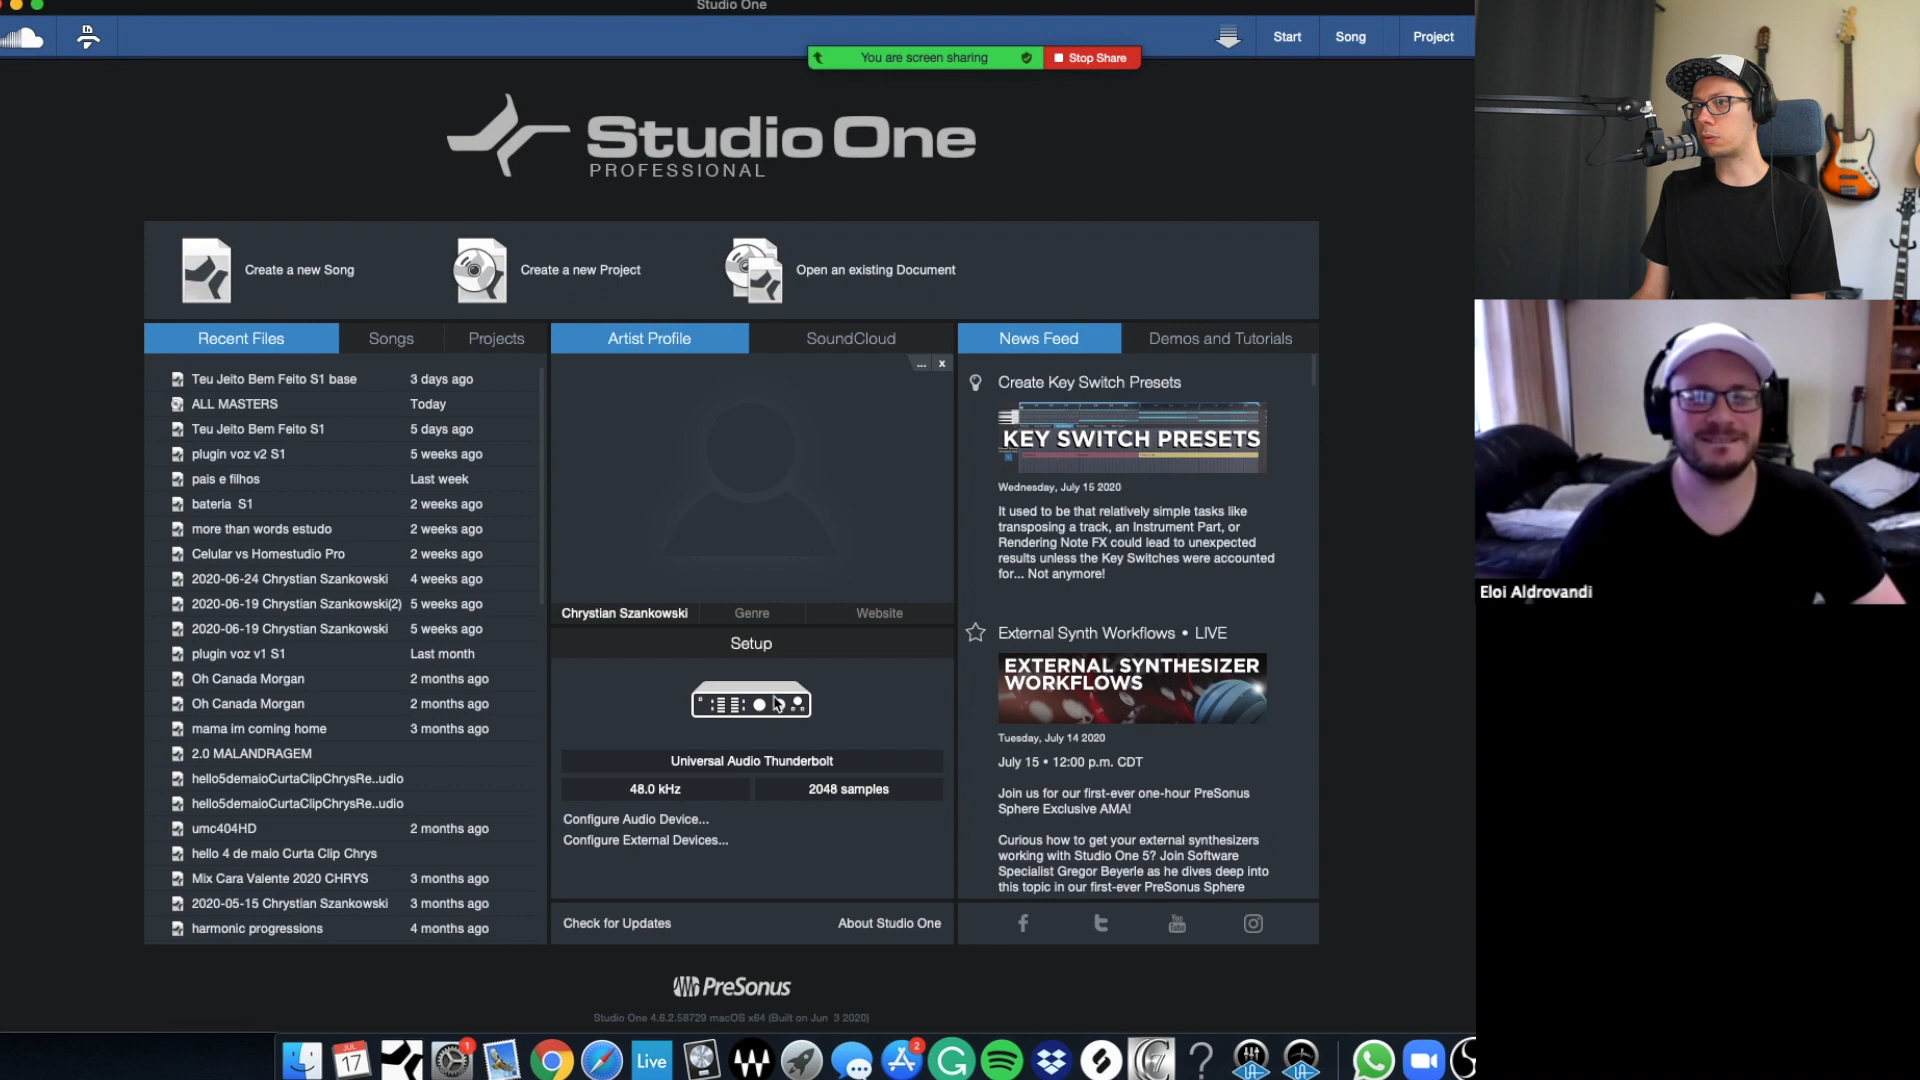 Studio One
Start
Song
Project
You are screen sharing
Stop Share
Studio One
PROFESSIONAL
Create a new Song
Create a new Project
Open an existing Document
Recent Files
Songs
Projects
Teu Jeito Bem Feito S1 base 3 days ago
ALL MASTERS Today
Teu Jeito Bem Feito S1 5 days ago
plugin voz v2 S1 5 weeks ago
pais e filhos Last week
bateria S1 2 weeks ago
more than words estudo 2 weeks ago
Celular vs Homestudio Pro 2 weeks ago
2020-06-24 Chrystian Szankowski 4 weeks ago
2020-06-19 Chrystian Szankowski(2) 5 weeks ago
2020-06-19 Chrystian Szankowski 5 weeks ago
plugin voz v1 S1 Last month
Oh Canada Morgan 2 months ago
Oh Canada Morgan 2 months ago
mama im coming home 3 months ago
2.0 MALANDRAGEM
hello5demaioCurtaClipChrysRe..udio
hello5demaioCurtaClipChrysRe..udio
umc404HD 2 months ago
hello 4 de maio Curta Clip Chrys
Mix Cara Valente 2020 CHRYS 3 months ago
2020-05-15 Chrystian Szankowski 3 months ago
harmonic progressions 4 months ago
Artist Profile
SoundCloud
... x
Chrystian Szankowski
Genre
Website
Setup
Universal Audio Thunderbolt
48.0 kHz
2048 samples
Configure Audio Device...
Configure External Devices...
Check for Updates
About Studio One
News Feed
Demos and Tutorials
Create Key Switch Presets
KEY SWITCH PRESETS
Wednesday, July 15 2020
It used to be that relatively simple tasks like
transposing a track, an Instrument Part, or
Rendering Note FX could lead to unexpected
results unless the Key Switches were accounted
for... Not anymore!
External Synth Workflows • LIVE
EXTERNAL SYNTHESIZER
WORKFLOWS
Tuesday, July 14 2020
July 15 • 12:00 p.m. CDT
Join us for our first-ever one-hour PreSonus
Sphere Exclusive AMA!
Curious how to get your external synthesizers
working with Studio One 5? Join Software
Specialist Gregor Beyerle as he dives deep into
this topic in our first-ever PreSonus Sphere
You
Tube
PreSonus
Studio One 4.6.2.58729 macOS x64 (Built on Jun 3 2020)
JUL
17
1
Live
2
Eloi Aldrovandi